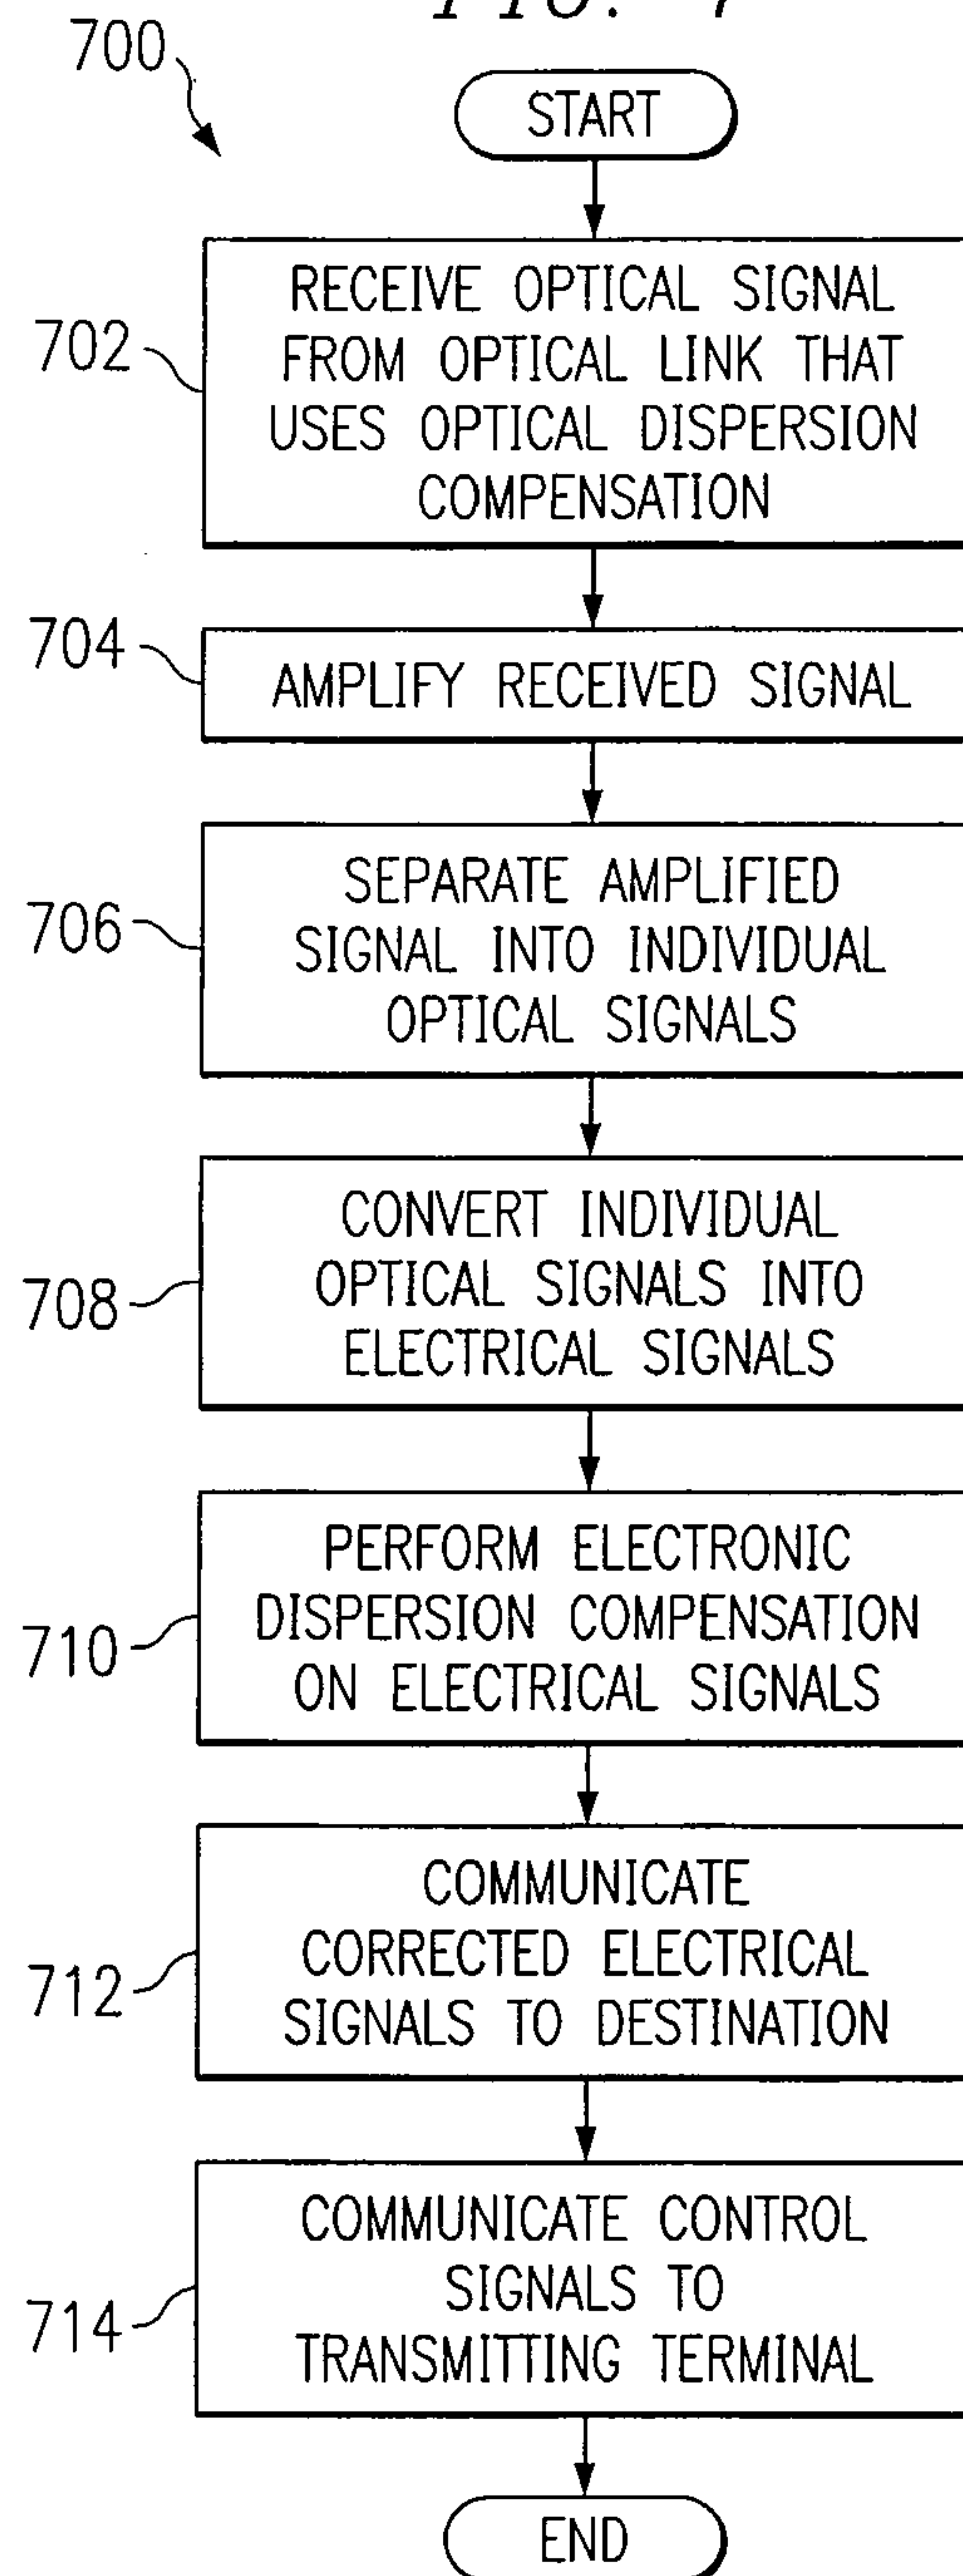 FIG. 7
700
START
702
RECEIVE OPTICAL SIGNAL
FROM OPTICAL LINK THAT
USES OPTICAL DISPERSION
COMPENSATION
704
AMPLIFY RECEIVED SIGNAL
706
SEPARATE AMPLIFIED
SIGNAL INTO INDIVIDUAL
OPTICAL SIGNALS
708
CONVERT INDIVIDUAL
OPTICAL SIGNALS INTO
ELECTRICAL SIGNALS
710
PERFORM ELECTRONIC
DISPERSION COMPENSATION
ON ELECTRICAL SIGNALS
712
COMMUNICATE
CORRECTED ELECTRICAL
SIGNALS TO DESTINATION
714
COMMUNICATE CONTROL
SIGNALS TO
TRANSMITTING TERMINAL
END